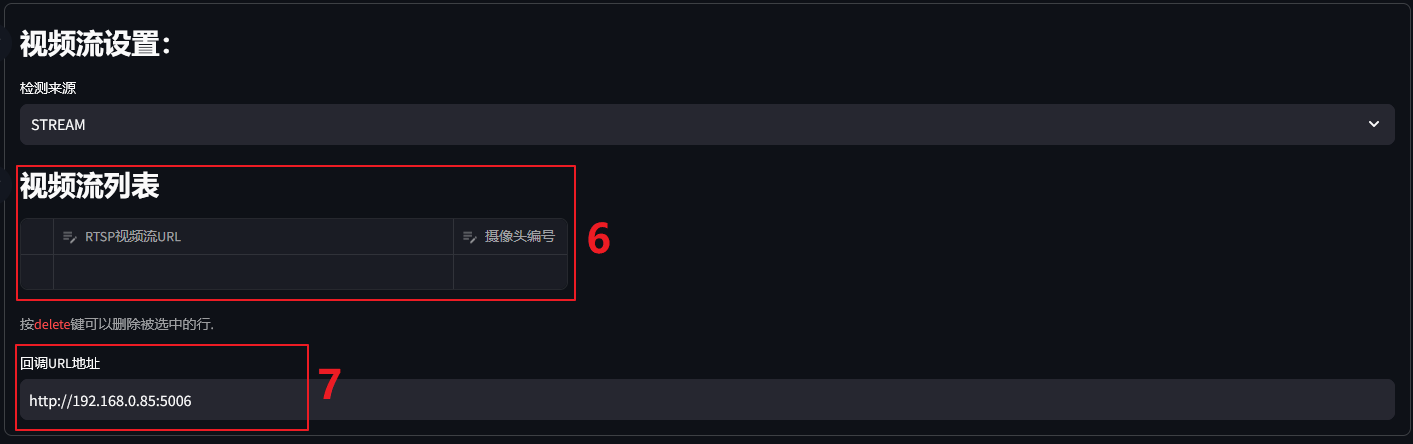 视频流设置：
检测来源
STREAM
视频流列表
RTSP视频流URL 摄像头编号
6
按delete键可以删除被选中的行.
回调URL地址
7
http://192.168.0.85:5006